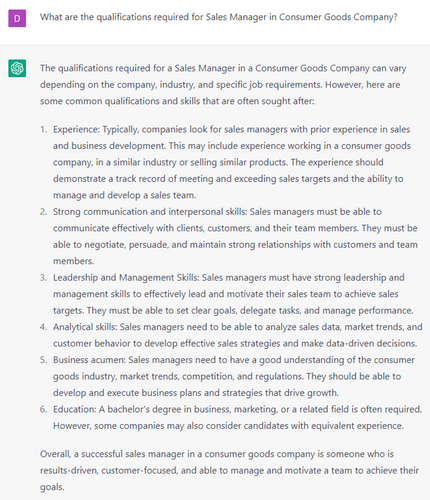 D
What are the qualifications required for Sales Manager in Consumer Goods Company?
The qualifications required for a Sales Manager in a Consumer Goods Company can vary
depending on the company, industry, and specific job requirements. However, here are
some common qualifications and skills that are often sought after:
1. Experience: Typically, companies look for sales managers with prior experience in sales
and business development. This may include experience working in a consumer goods
company, in a similar industry or selling similar products. The experience should
demonstrate a track record of meeting and exceeding sales targets and the ability to
manage and develop a sales team.
2. Strong communication and interpersonal skills: Sales managers must be able to
communicate effectively with clients, customers, and their team members. They must be
able to negotiate, persuade, and maintain strong relationships with customers and team
members.
3. Leadership and Management Skills: Sales managers must have strong leadership and
management skills to effectively lead and motivate their sales team to achieve sales
targets. They must be able to set clear goals, delegate tasks, and manage performance.
4. Analytical skills: Sales managers need to be able to analyze sales data, market trends, and
customer behavior to develop effective sales strategies and make data-driven decisions.
5. Business acumen: Sales managers need to have a good understanding of the consumer
goods industry, market trends, competition, and regulations. They should be able to
develop and execute business plans and strategies that drive growth.
6. Education: A bachelor's degree in business, marketing, or a related field is often required.
However, some companies may also consider candidates with equivalent experience.
Overall, a successful sales manager in a consumer goods company is someone who is
results-driven, customer-focused, and able to manage and motivate a team to achieve their
goals.